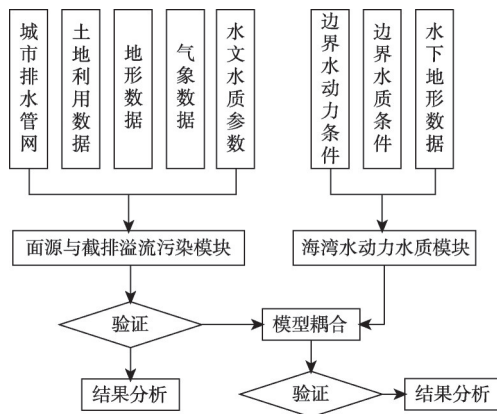 城市排水管网
土地利用数据
地形数据
气象数据
水文水质参数
边界水动力条件
边界水质条件
水下地形数据
面源与截排溢流污染模块
海湾水动力水质模块
验证
模型耦合
结果分析
验证
结果分析